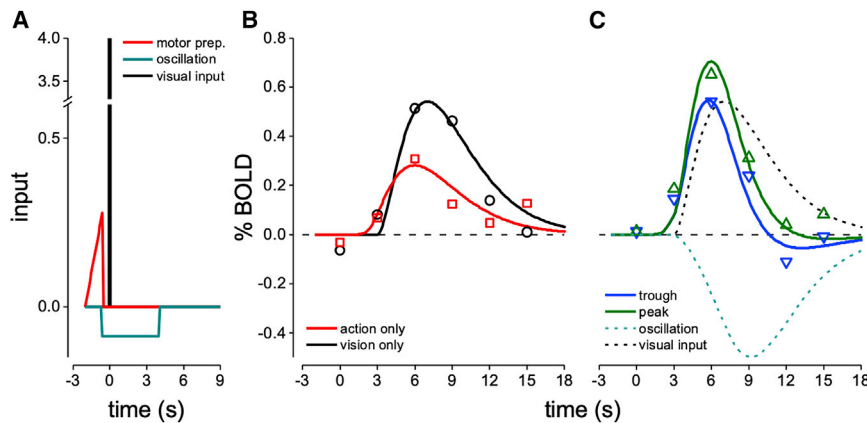 A
4.0
3.5
0.5
0.0
input
motor prep.
oscillation
visual input
-3 0 3 6 9
time (s)
B
0.8
0.6
0.4
0.2
0.0
-0.2
-0.4
% BOLD
action only
vision only
-3 0 3 6 9 12 15 18
C
trough
peak
oscillation
visual input
-3 0 3 6 9 12 15 18
time (s)